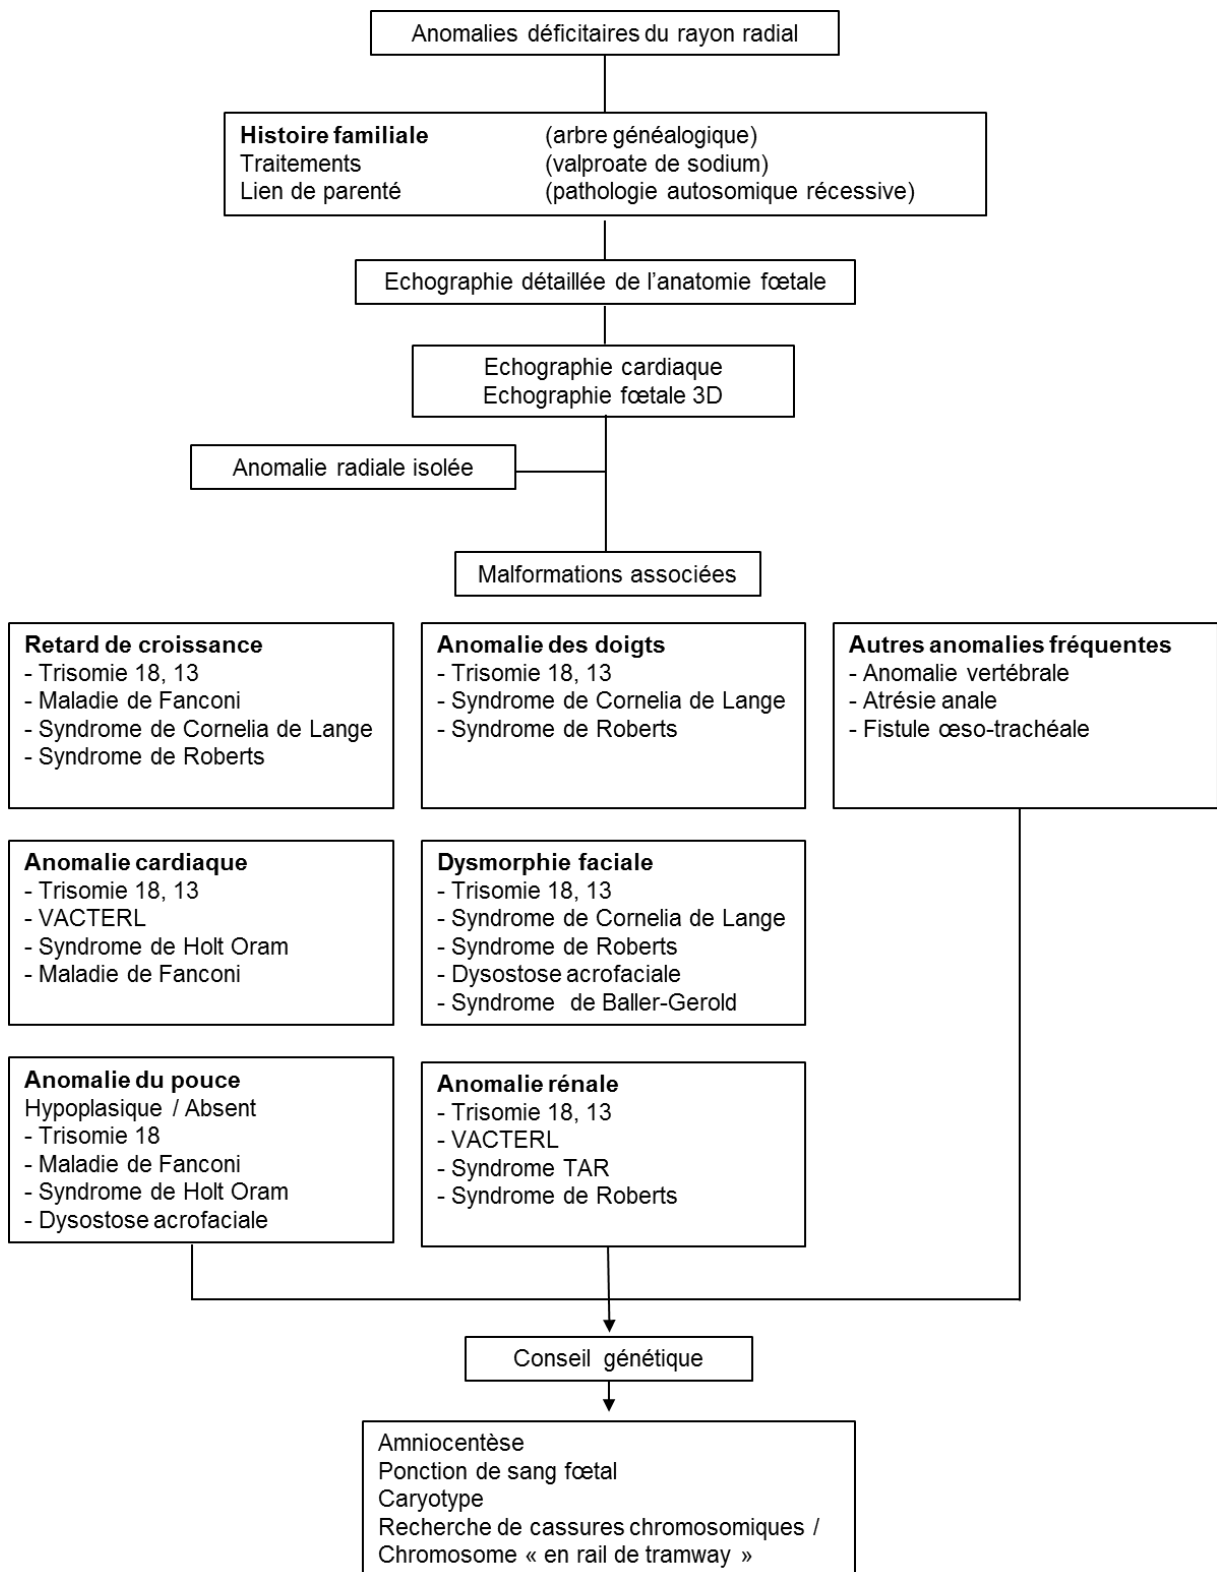 Anomalies déficitaires du rayon radial
Histoire familiale (arbre généalogique)
Traitements (valproate de sodium)
Lien de parenté (pathologie autosomique récessive)
Echographie détaillée de l'anatomie fœtale
Echographie cardiaque
Echographie fœtale 3D
Anomalie radiale isolée
Malformations associées
Retard de croissance
- Trisomie 18, 13
- Maladie de Fanconi
- Syndrome de Cornelia de Lange
- Syndrome de Roberts
Anomalie des doigts
- Trisomie 18, 13
- Syndrome de Cornelia de Lange
- Syndrome de Roberts
Autres anomalies fréquentes
- Anomalie vertébrale
- Atrésie anale
- Fistule œso-trachéale
Anomalie cardiaque
- Trisomie 18, 13
- VACTERL
- Syndrome de Holt Oram
- Maladie de Fanconi
Dysmorphie faciale
- Trisomie 18, 13
- Syndrome de Cornelia de Lange
- Syndrome de Roberts
- Dysostose acrofaciale
- Syndrome de Baller-Gerold
Anomalie du pouce
Hypoplasique / Absent
- Trisomie 18
- Maladie de Fanconi
- Syndrome de Holt Oram
- Dysostose acrofaciale
Anomalie rénale
- Trisomie 18, 13
- VACTERL
- Syndrome TAR
- Syndrome de Roberts
Conseil génétique
Amniocentèse
Ponction de sang fœtal
Caryotype
Recherche de cassures chromosomiques /
Chromosome « en rail de tramway »